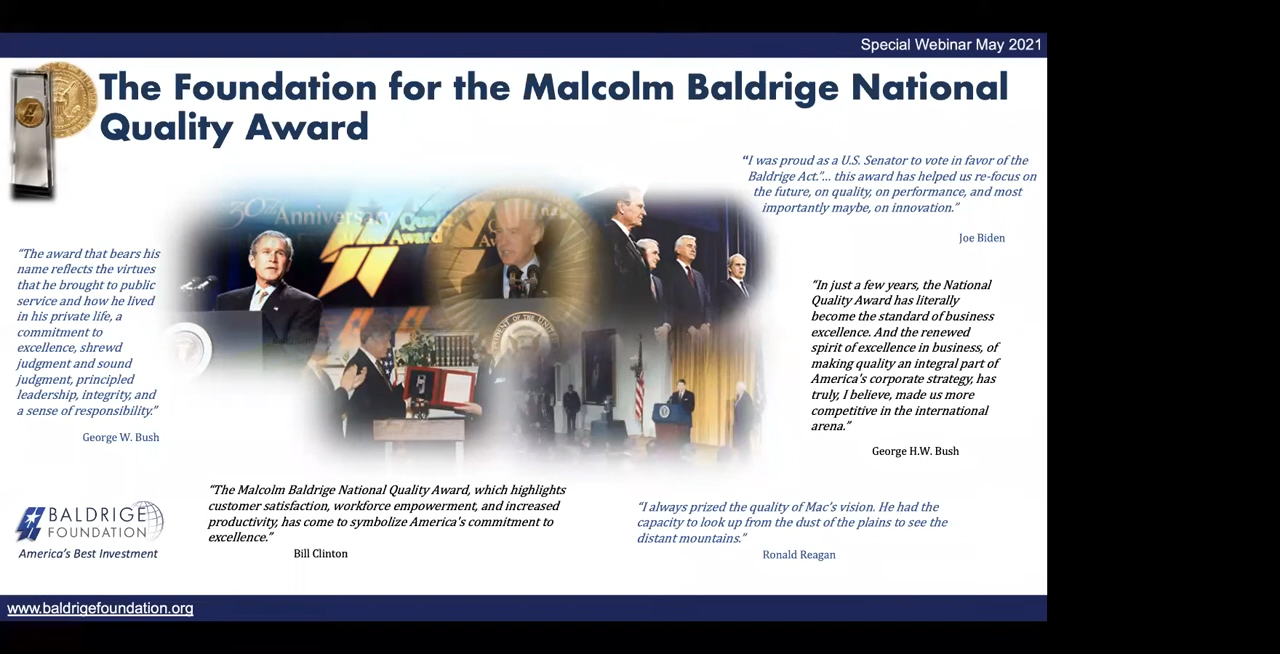 Special Webinar May 2021
The Foundation for the Malcolm Baldrige National
Quality Award
“I was proud as a U.S. Senator to vote in favor of the
Baldrige Act.”... this award has helped us re-focus on
the future, on quality, on performance, and most
importantly maybe, on innovation.”
Joe Biden
30th Anniversary
Award
“The award that bears his
name reflects the virtues
that he brought to public
service and how he lived
in his private life, a
commitment to
excellence, shrewd
judgment and sound
judgment, principled
leadership, integrity, and
a sense of responsibility.”
George W. Bush
“In just a few years, the National
Quality Award has literally
become the standard of business
excellence. And the renewed
spirit of excellence in business, of
making quality an integral part of
America's corporate strategy, has
truly, I believe, made us more
competitive in the international
arena.”
George H.W. Bush
“The Malcolm Baldrige National Quality Award, which highlights
customer satisfaction, workforce empowerment, and increased
productivity, has come to symbolize America's commitment to
excellence.”
Bill Clinton
“I always prized the quality of Mac's vision. He had the
capacity to look up from the dust of the plains to see the
distant mountains.”
Ronald Reagan
BALDRIGE
FOUNDATION
America's Best Investment
www.baldrigefoundation.org